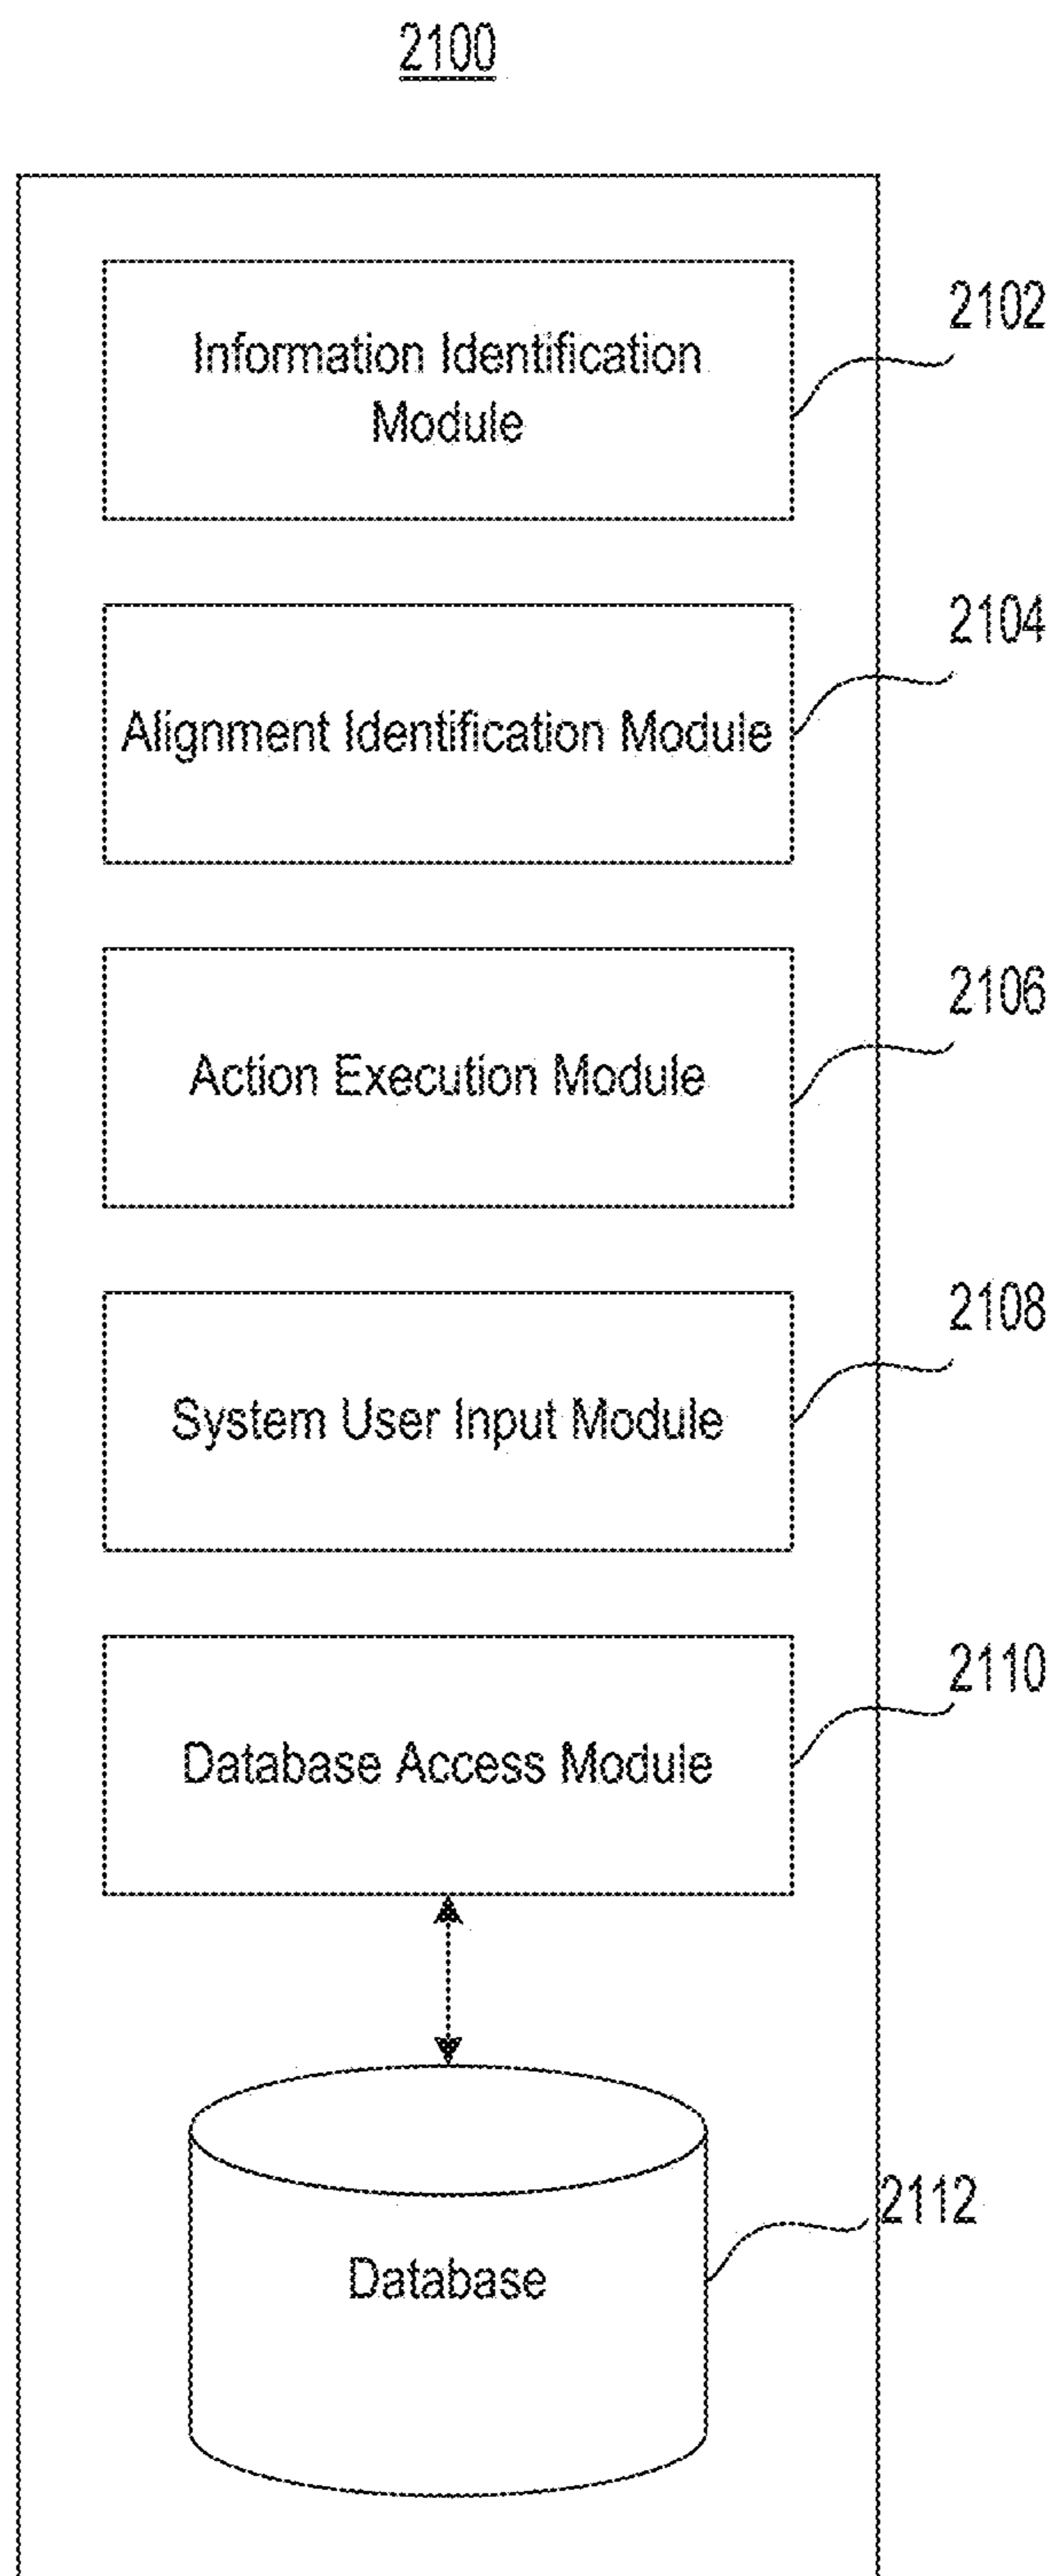 2100
2102
Information Identification
Module
2104
Alignment Identification Module
2106
Action Execution Module
2108
System User Input Module
2110
Database Access Module
2112
Database